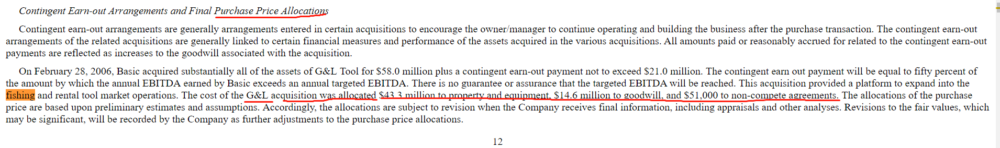 Contingent Earn-out Arrangements and Final Purchase Price Allocations
Contingent earn-out arrangements are generally arrangements entered in certain acquisitions to encourage the owner/manager to continue operating and building the business after the purchase transaction. The contingent earn-out
arrangements of the related acquisitions are generally linked to certain financial measures and performance of the assets acquired in the various acquisitions. All amounts paid or reasonably accrued for related to the contingent earn-out
payments are reflected as increases to the goodwill associated with the acquisition.
On February 28, 2006, Basic acquired substantially all of the assets of G&L Tool for $58.0 million plus a contingent earn-out payment not to exceed $21.0 million. The contingent earn out payment will be equal to fifty percent of
the amount by which the annual EBITDA earned by Basic exceeds an annual targeted EBITDA. There is no guarantee or assurance that the targeted EBITDA will be reached. This acquisition provided a platform to expand into the
fishing and rental tool market operations. The cost of the G&L acquisition was allocated $43.3 million to property and equipment, $14.6 million to goodwill, and $51,000 to non-compete agreements. The allocations of the purchase
price are based upon preliminary estimates and assumptions. Accordingly, the allocations are subject to revision when the Company receives final information, including appraisals and other analyses. Revisions to the fair values, which
may be significant, will be recorded by the Company as further adjustments to the purchase price allocations.
12